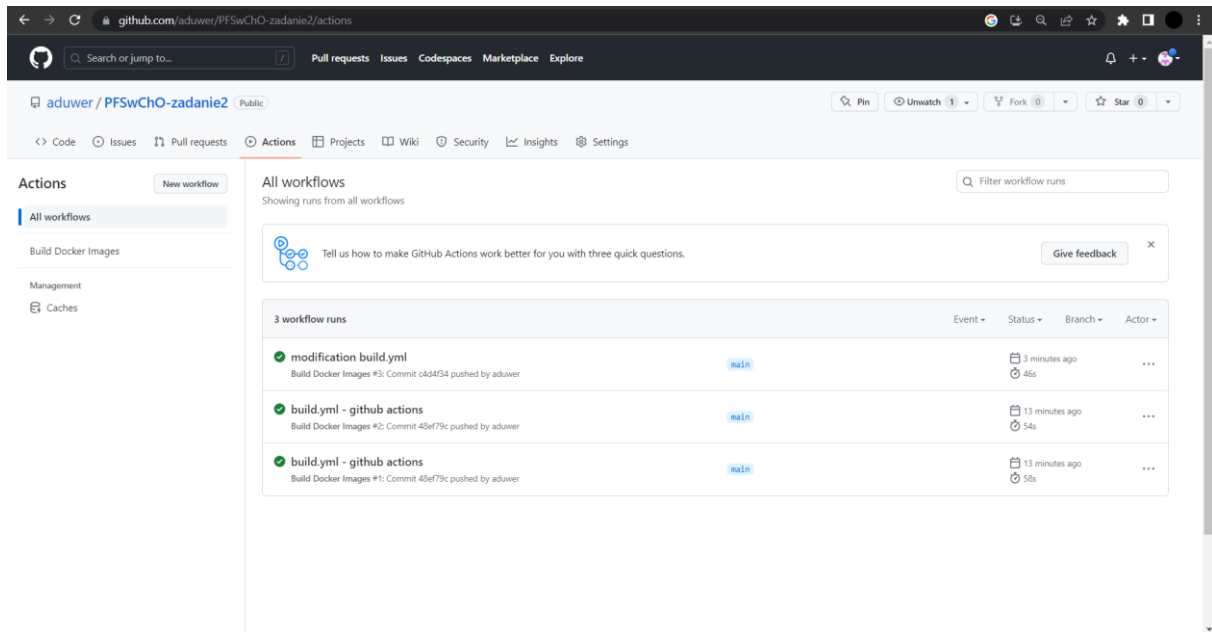 github.com/aduwer/PFSwChO-zadanie2/actions
Search or jump to... / Pull requests Issues Codespaces Marketplace Explore
aduwer / PFSwChO-zadanie2 Public Pin Unwatch 1 Fork 0 Star 0
Code Issues Pull requests Actions Projects Wiki Security Insights Settings
Actions New workflow
All workflows
Build Docker Images
Management
Caches
All workflows
Showing runs from all workflows
Filter workflow runs
Tell us how to make GitHub Actions work better for you with three quick questions. Give feedback
3 workflow runs Event Status Branch Actor
modification build.yml
Build Docker Images #3: Commit c4d4f34 pushed by aduwer
main
3 minutes ago
46s
build.yml - github actions
Build Docker Images #2: Commit 48ef79c pushed by aduwer
main
13 minutes ago
54s
build.yml - github actions
Build Docker Images #1: Commit 48ef79c pushed by aduwer
main
13 minutes ago
58s